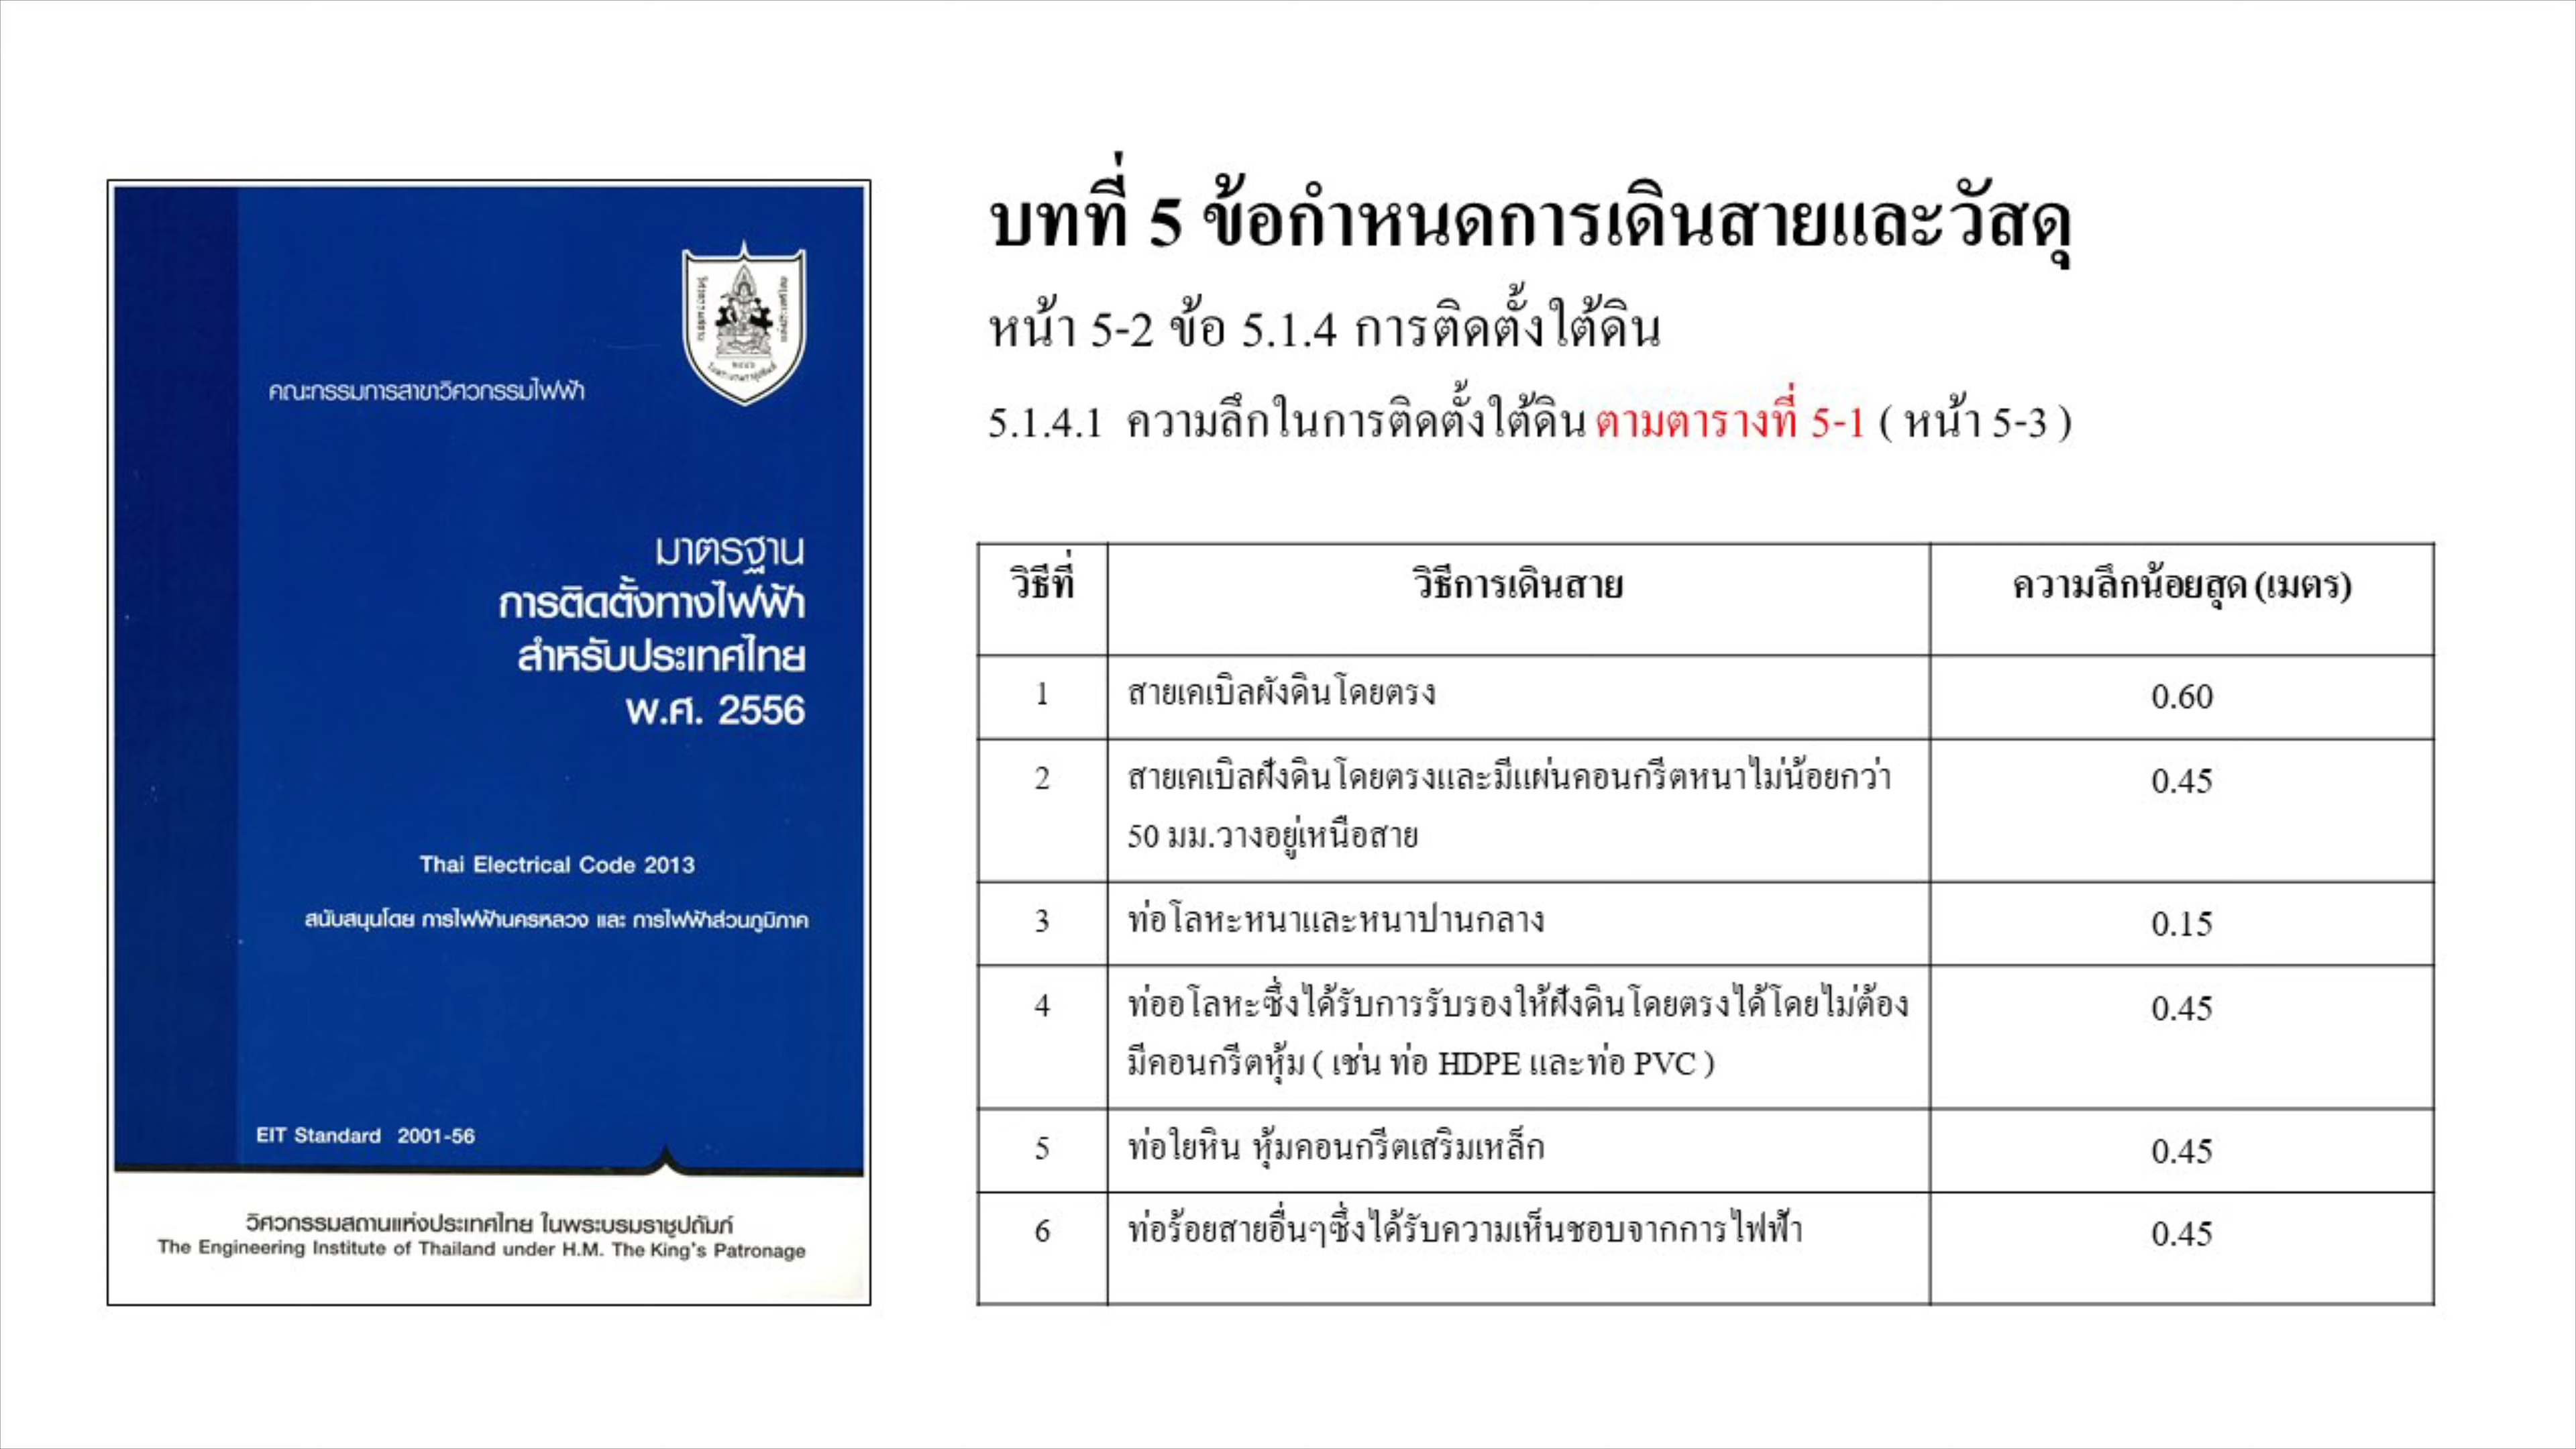 คณะกรรมการสาขาวิศวกรรมไฟฟ้า
มาตรฐาน
การติดตั้งทางไฟฟ้า
สำหรับประเทศไทย
พ.ศ. 2556
Thai Electrical Code 2013
สนับสนุนโดย การไฟฟ้านครหลวง และ การไฟฟ้าส่วนภูมิภาค
EIT Standard 2001-56
วิศวกรรมสถานแห่งประเทศไทย ในพระบรมราชูปถัมภ์
The Engineering Institute of Thailand under H.M. The King's Patronage
บทที่ 5 ข้อกำหนดการเดินสายและวัสดุ
หน้า 5-2 ข้อ 5.1.4 การติดตั้งใต้ดิน
5.1.4.1 ความลึกในการติดตั้งใต้ดิน ตามตารางที่ 5-1 ( หน้า 5-3 )
วิธีที่ วิธีการเดินสาย ความลึกน้อยสุด (เมตร)
1 สายเคเบิลผังดินโดยตรง 0.60
2 สายเคเบิลฝังดินโดยตรงและมีแผ่นคอนกรีตหนาไม่น้อยกว่า 0.45
50 มม.วางอยู่เหนือสาย
3 ท่อโลหะหนาและหนาปานกลาง 0.15
4 ท่ออโลหะซึ่งได้รับการรับรองให้ฝังดินโดยตรงได้โดยไม่ต้อง 0.45
มีคอนกรีตหุ้ม ( เช่น ท่อ HDPE และท่อ PVC )
5 ท่อใยหิน หุ้มคอนกรีตเสริมเหล็ก 0.45
6 ท่อร้อยสายอื่นๆซึ่งได้รับความเห็นชอบจากการไฟฟ้า 0.45